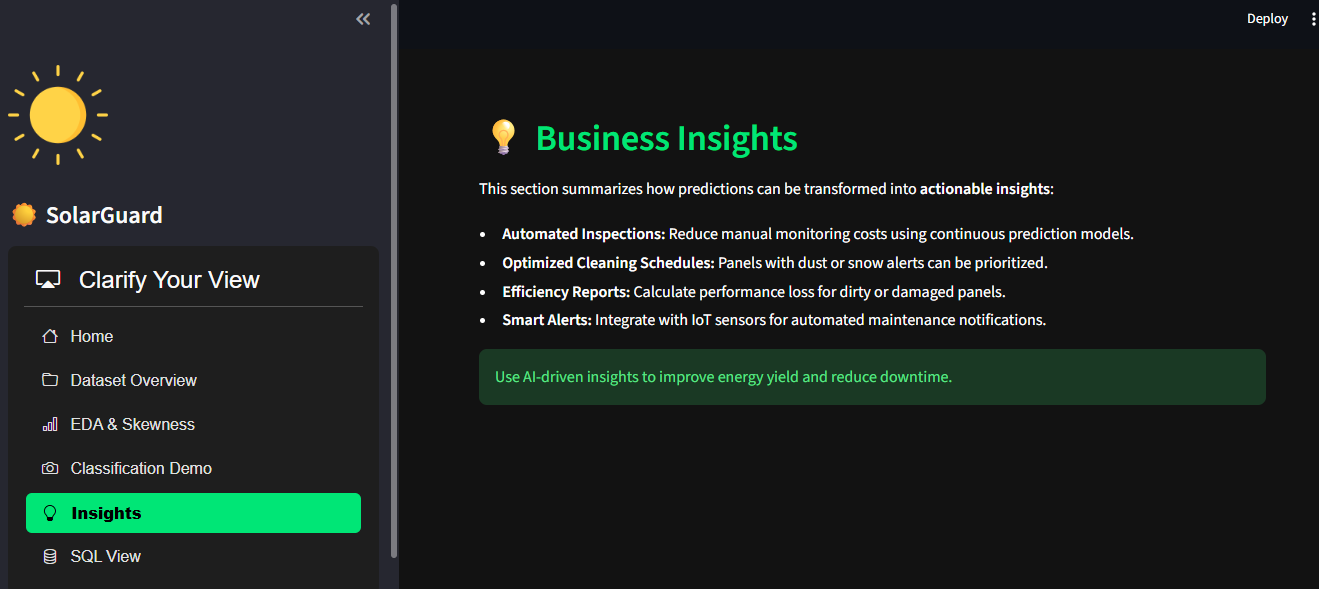 Deploy
SolarGuard
Clarify Your View
Home
Dataset Overview
EDA & Skewness
Classification Demo
Insights
SQL View
Business Insights
This section summarizes how predictions can be transformed into actionable insights:
• Automated Inspections: Reduce manual monitoring costs using continuous prediction models.
• Optimized Cleaning Schedules: Panels with dust or snow alerts can be prioritized.
• Efficiency Reports: Calculate performance loss for dirty or damaged panels.
• Smart Alerts: Integrate with IoT sensors for automated maintenance notifications.
Use AI-driven insights to improve energy yield and reduce downtime.